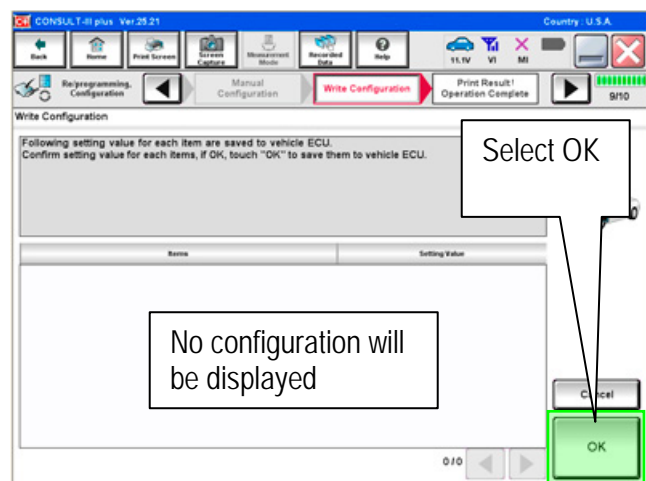 CONSULT-III plus Ver.25.21 Country : U.S.A.
Back Home Print Screen Screen Capture Measurement Mode Recorded Data Help 11.1V VI MI
Re/programming, Configuration Manual Configuration Write Configuration Print Result! Operation Complete 9/10
Write Configuration
Following setting value for each item are saved to vehicle ECU.
Confirm setting value for each items, if OK, touch "OK" to save them to vehicle ECU.
Select OK
Items Setting Value
No configuration will
be displayed
Cancel
OK
0/0